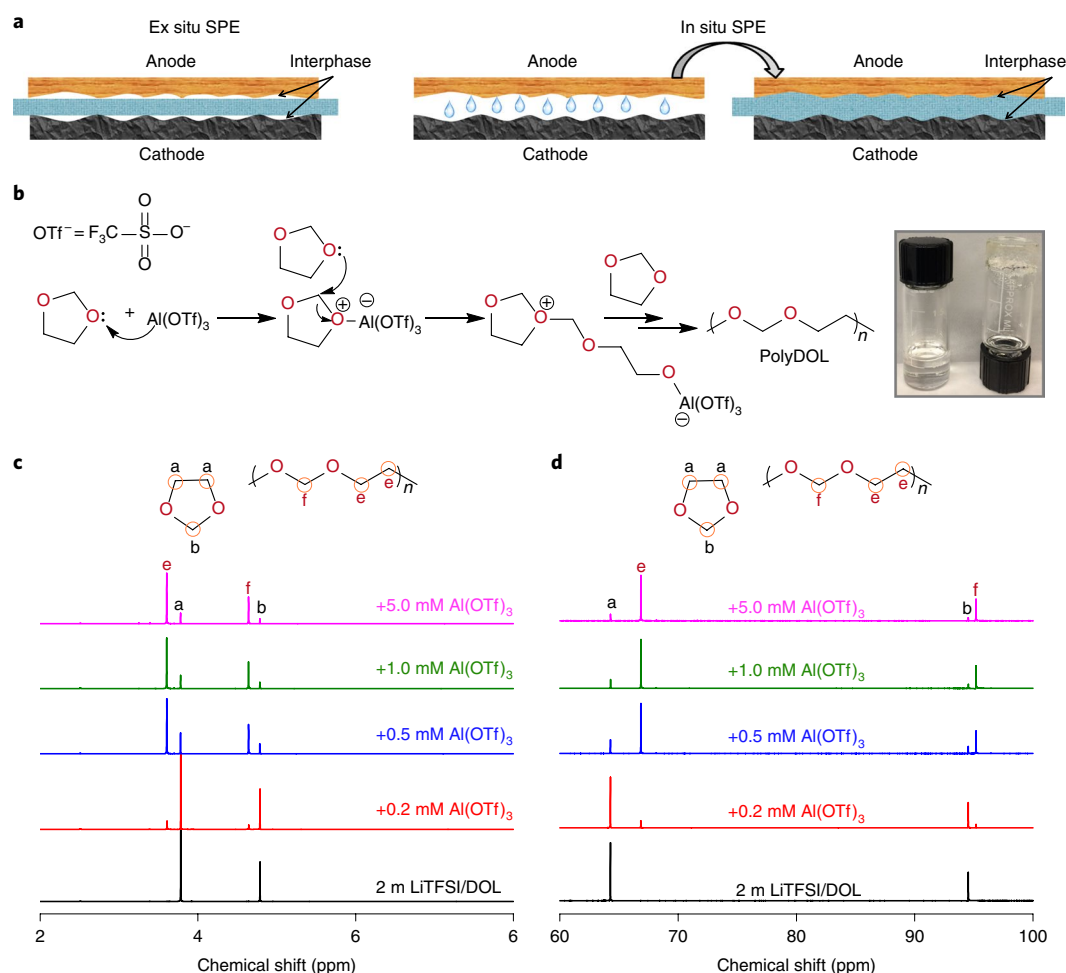 a
Ex situ SPE
In situ SPE
Anode
Interphase
Anode
Anode
Interphase
Cathode
Cathode
Cathode
b
O
OTf⁻ = F₃C — S — O⁻
O
O
O:
O
O
O
O: + Al(OTf)₃
O
O ⊕ ⊖
Al(OTf)₃
O
⊕
O
O
O
Al(OTf)₃
⊖
O
O
( O O )n
PolyDOL
c
a a
O O
b
( O O )n
f e e
e
a
f
b
+5.0 mM Al(OTf)₃
+1.0 mM Al(OTf)₃
+0.5 mM Al(OTf)₃
+0.2 mM Al(OTf)₃
2 m LiTFSI/DOL
2 4 6 6
Chemical shift (ppm)
d
a a
O O
b
( O O )n
f e e
a
e
b
f
+5.0 mM Al(OTf)₃
+1.0 mM Al(OTf)₃
+0.5 mM Al(OTf)₃
+0.2 mM Al(OTf)₃
2 m LiTFSI/DOL
60 70 80 90 100
Chemical shift (ppm)